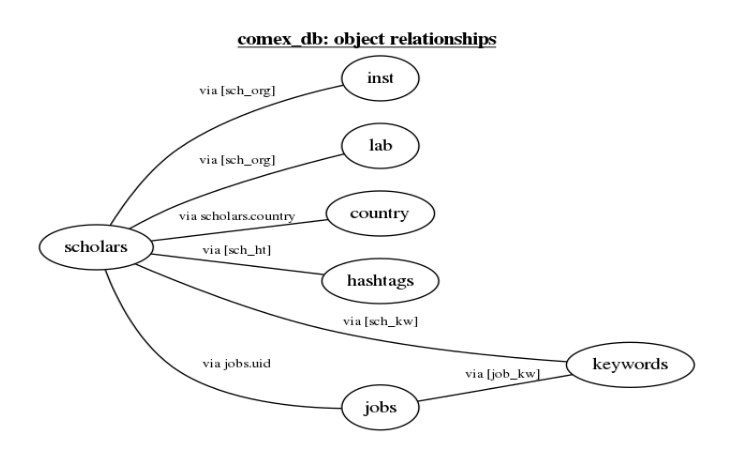 comex_db: object relationships
inst
via [sch_org]
lab
via [sch_org]
country
via scholars.country
scholars
via [sch_ht]
hashtags
via [sch_kw]
keywords
via jobs.uid
via [job_kw]
jobs